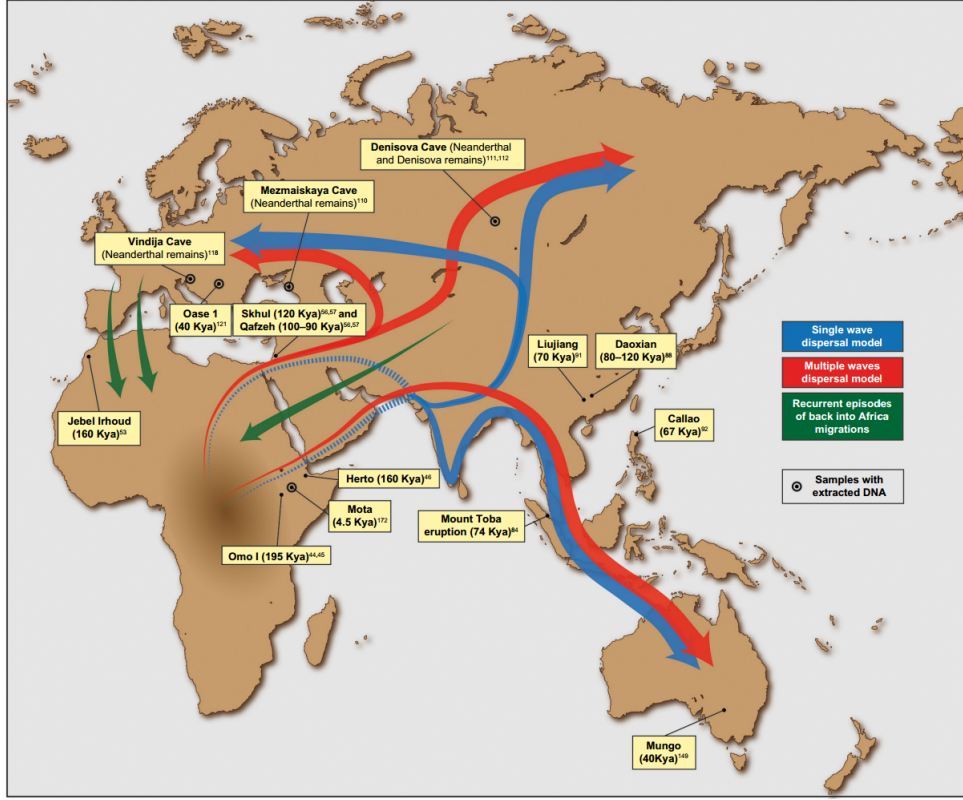 Denisova Cave (Neanderthal
and Denisova remains)111,112
Mezmaiskaya Cave
(Neanderthal remains)110
Vindija Cave
(Neanderthal remains)118
Oase 1
(40 Kya)121
Skhul (120 Kya)56,57 and
Qafzeh (100–90 Kya)56,57
Liujiang
(70 Kya)91
Daoxian
(80–120 Kya)88
Single wave
dispersal model
Multiple waves
dispersal model
Recurrent episodes
of back into Africa
migrations
Jebel Irhoud
(160 Kya)53
Callao
(67 Kya)92
Herto (160 Kya)46
Samples with
extracted DNA
Mota
(4.5 Kya)172
Mount Toba
eruption (74 Kya)84
Omo I (195 Kya)44,45
Mungo
(40Kya)149